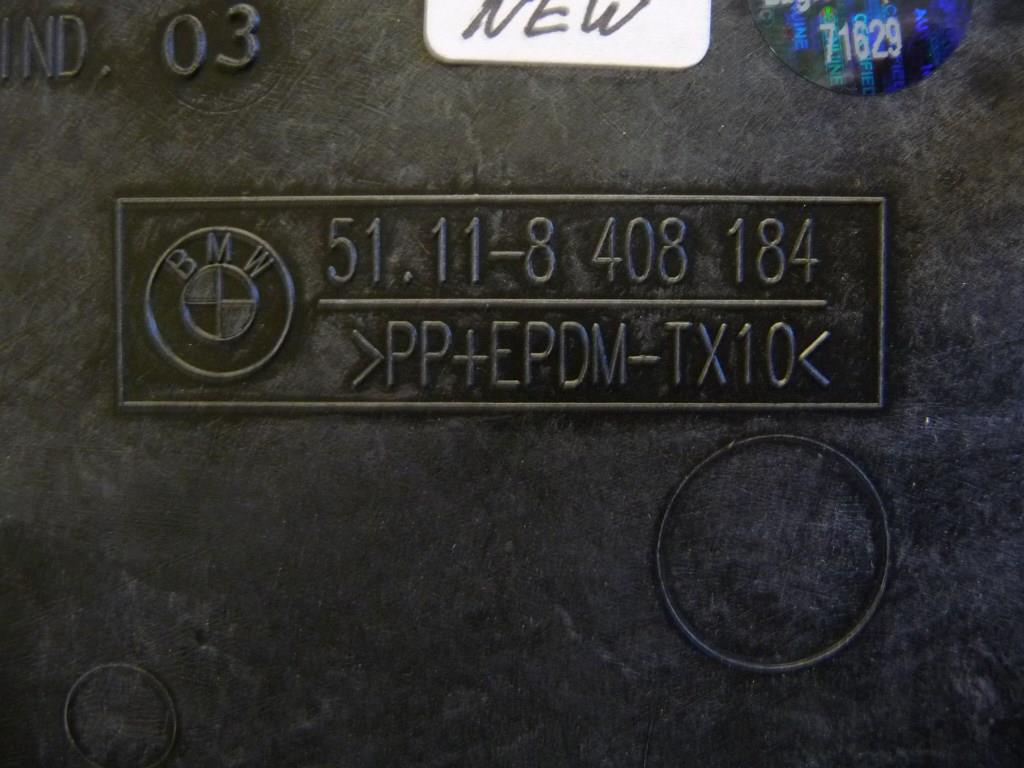 IND. 03
NEW
71629
BMW
51.11-8 408 184
>PP+EPDM-TX10<